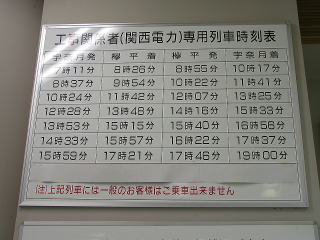 工事関係者(関西電力)専用列車時刻表
宇奈月発 欅平着 欅平発 宇奈月着
7時11分 8時26分 8時55分 10時17分
8時37分 9時54分 10時22分 11時41分
10時24分 11時42分 12時07分 13時25分
12時28分 13時48分 14時16分 15時33分
13時53分 15時15分 15時40分 16時56分
14時33分 15時57分 16時22分 17時37分
15時59分 17時21分 17時46分 19時00分
(注)上記列車には一般のお客様はご乗車出来ません